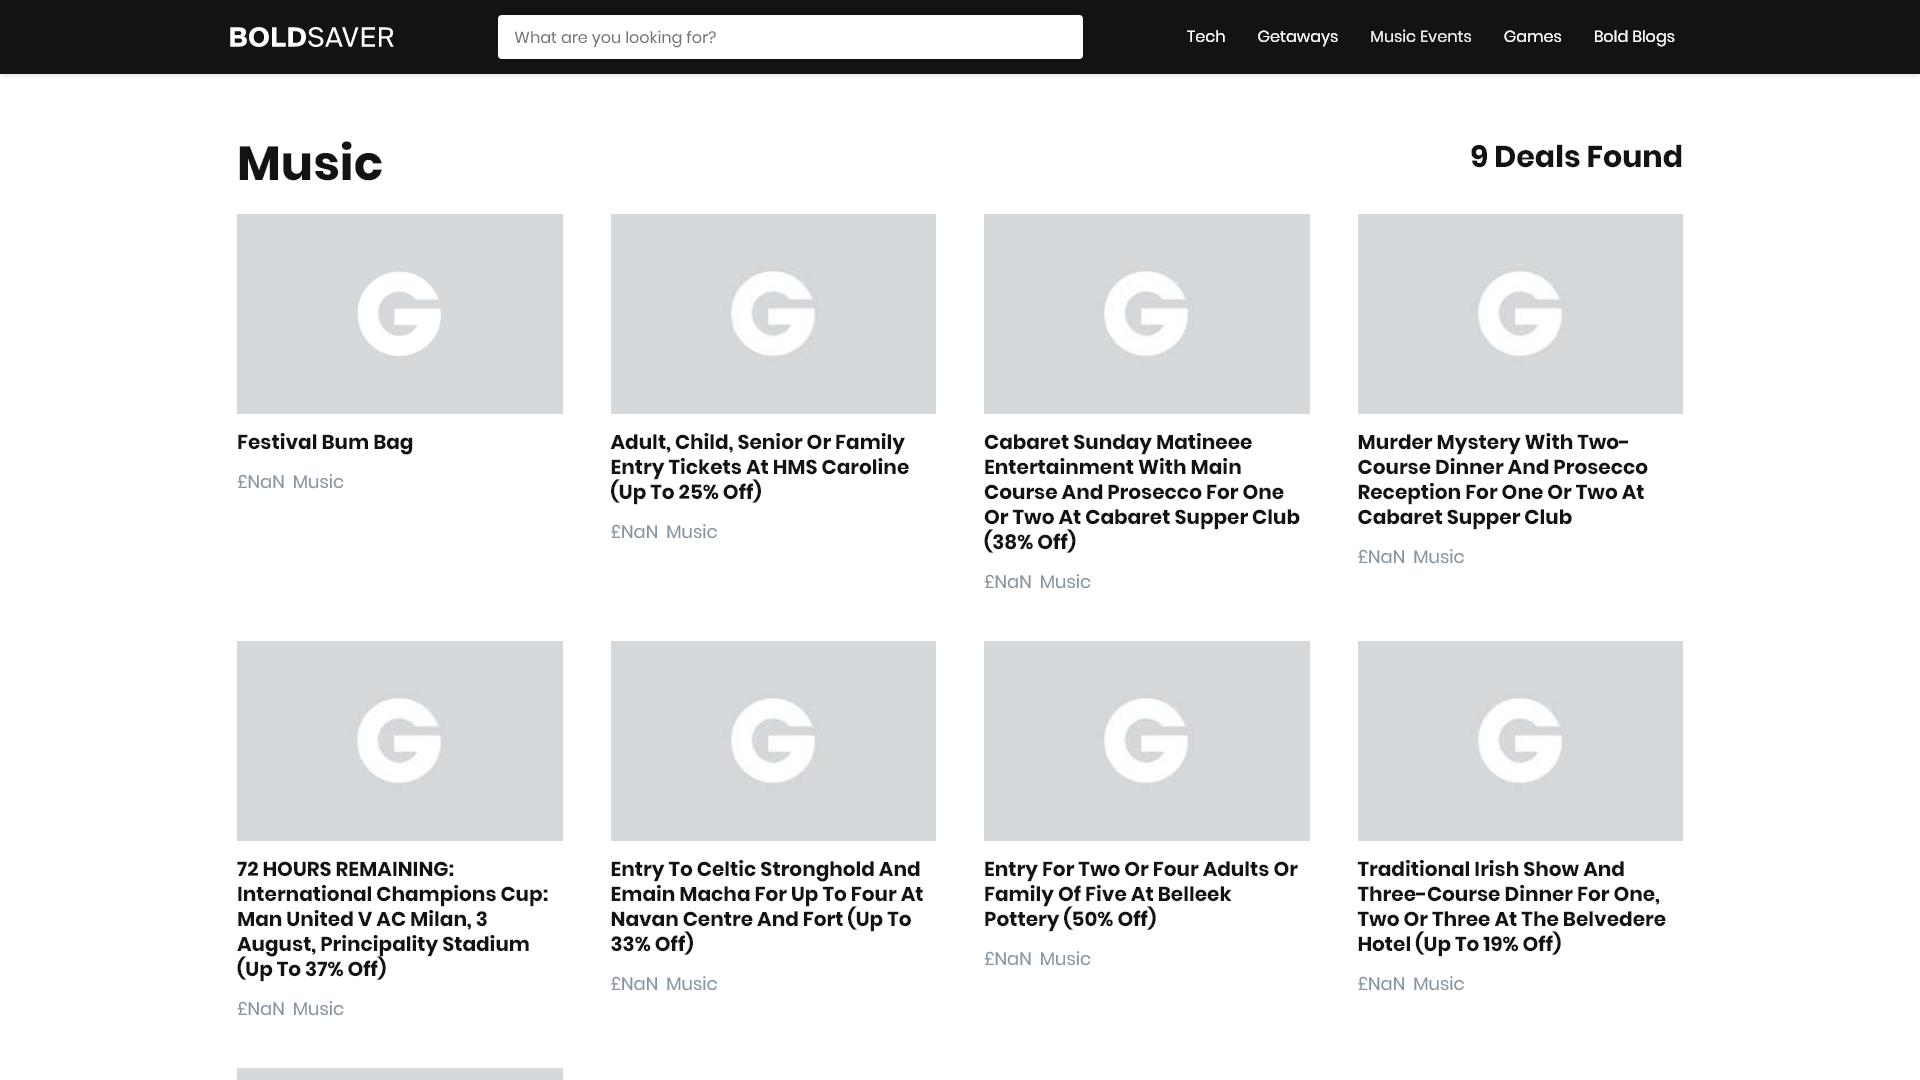 BOLDSAVER
What are you looking for?
Tech
Getaways
Music Events
Games
Bold Blogs
Music
9 Deals Found
G
G
G
G
Festival Bum Bag
£NaN Music
Adult, Child, Senior Or Family
Entry Tickets At HMS Caroline
(Up To 25% Off)
£NaN Music
Cabaret Sunday Matineee
Entertainment With Main
Course And Prosecco For One
Or Two At Cabaret Supper Club
(38% Off)
£NaN Music
Murder Mystery With Two-
Course Dinner And Prosecco
Reception For One Or Two At
Cabaret Supper Club
£NaN Music
G
G
G
G
72 HOURS REMAINING:
International Champions Cup:
Man United V AC Milan, 3
August, Principality Stadium
(Up To 37% Off)
£NaN Music
Entry To Celtic Stronghold And
Emain Macha For Up To Four At
Navan Centre And Fort (Up To
33% Off)
£NaN Music
Entry For Two Or Four Adults Or
Family Of Five At Belleek
Pottery (50% Off)
£NaN Music
Traditional Irish Show And
Three-Course Dinner For One,
Two Or Three At The Belvedere
Hotel (Up To 19% Off)
£NaN Music